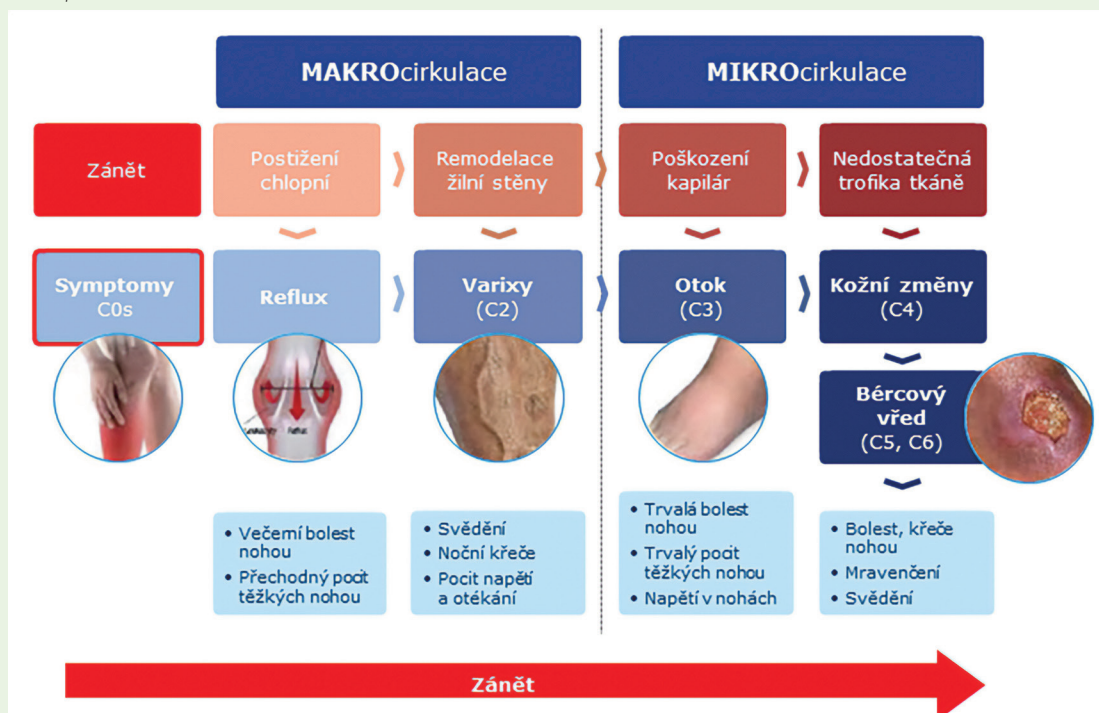 MAKROcirkulace
MIKROcirkulace
Zánět
Postižení
chlopní
Remodelace
žilní stěny
Poškození
kapilár
Nedostatečná
trofika tkáně
Symptomy
C0s
Reflux
Varixy
(C2)
Otok
(C3)
Kožní změny
(C4)
Reflux
Bércový
vřed
(C5, C6)
• Večerní bolest
nohou
• Přechodný pocit
těžkých nohou
• Svědění
• Noční křeče
• Pocit napětí
a otékání
• Trvalá bolest
nohou
• Trvalý pocit
těžkých nohou
• Napětí v nohách
• Bolest, křeče
nohou
• Mravenčení
• Svědění
Zánět